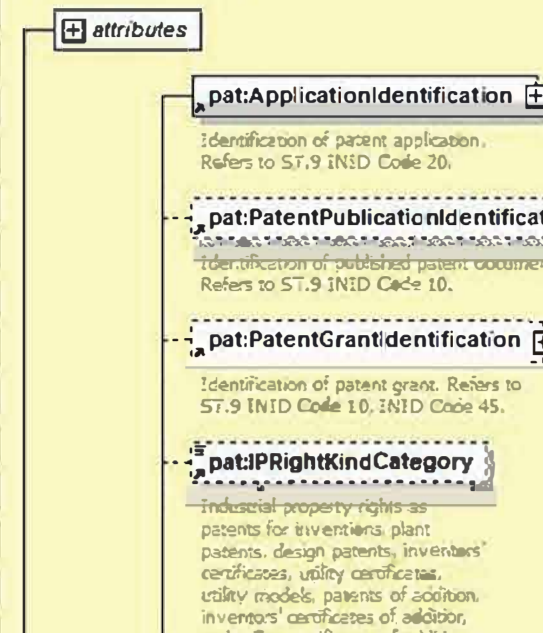 attributes
pat:ApplicationIdentification
Identification of patent application.
Refers to ST.9 INID Code 20.
pat:PatentPublicationIdentificat
Identification of published patent docume
Refers to ST.9 INID Code 10.
pat:PatentGrantIdentification
Identification of patent grant. Refers to
ST.9 INID Code 10, INID Code 45.
pat:IPRightKindCategory
Industrial property rights as
patents for inventions, plant
patents, design patents, inventors'
certificates, utility certificates,
utility models, patents of addition,
inventors' certificates of addition,